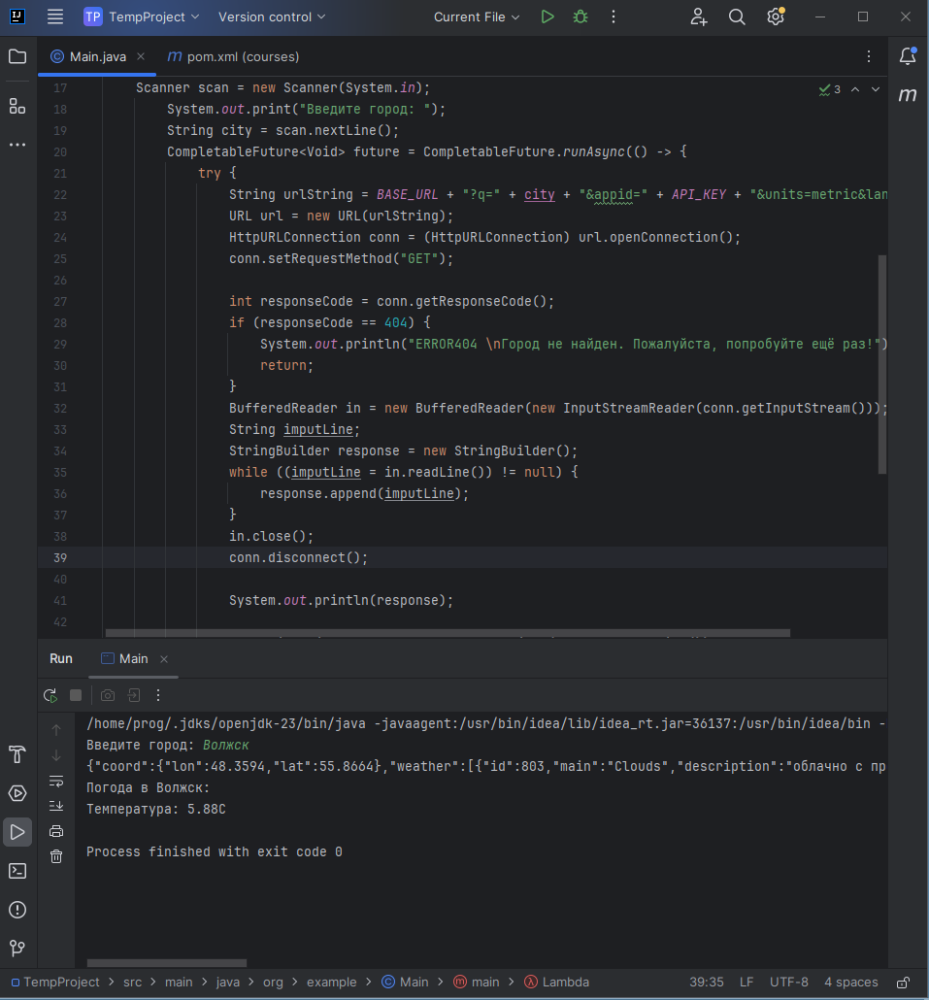 TP TempProject Version control Current File
Main.java pom.xml (courses)
3
17 Scanner scan = new Scanner(System.in);
18 System.out.print("Введите город: ");
19 String city = scan.nextLine();
20 CompletableFuture<Void> future = CompletableFuture.runAsync(() -> {
21 try {
22 String urlString = BASE_URL + "?q=" + city + "&appid=" + API_KEY + "&units=metric&lan
23 URL url = new URL(urlString);
24 HttpURLConnection conn = (HttpURLConnection) url.openConnection();
25 conn.setRequestMethod("GET");
26
27 int responseCode = conn.getResponseCode();
28 if (responseCode == 404) {
29 System.out.println("ERROR404 \nГород не найден. Пожалуйста, попробуйте ещё раз!")
30 return;
31 }
32 BufferedReader in = new BufferedReader(new InputStreamReader(conn.getInputStream()));
33 String imputLine;
34 StringBuilder response = new StringBuilder();
35 while ((imputLine = in.readLine()) != null) {
36 response.append(imputLine);
37 }
38 in.close();
39 conn.disconnect();
40
41 System.out.println(response);
42
Run Main
/home/prog/.jdks/openjdk-23/bin/java -javaagent:/usr/bin/idea/lib/idea_rt.jar=36137:/usr/bin/idea/bin -
Введите город: Волжск
{"coord":{"lon":48.3594,"lat":55.8664},"weather":[{"id":803,"main":"Clouds","description":"облачно с пр
Погода в Волжск:
Температура: 5.88C
Process finished with exit code 0
TempProject > src > main > java > org > example > Main > main > Lambda 39:35 LF UTF-8 4 spaces